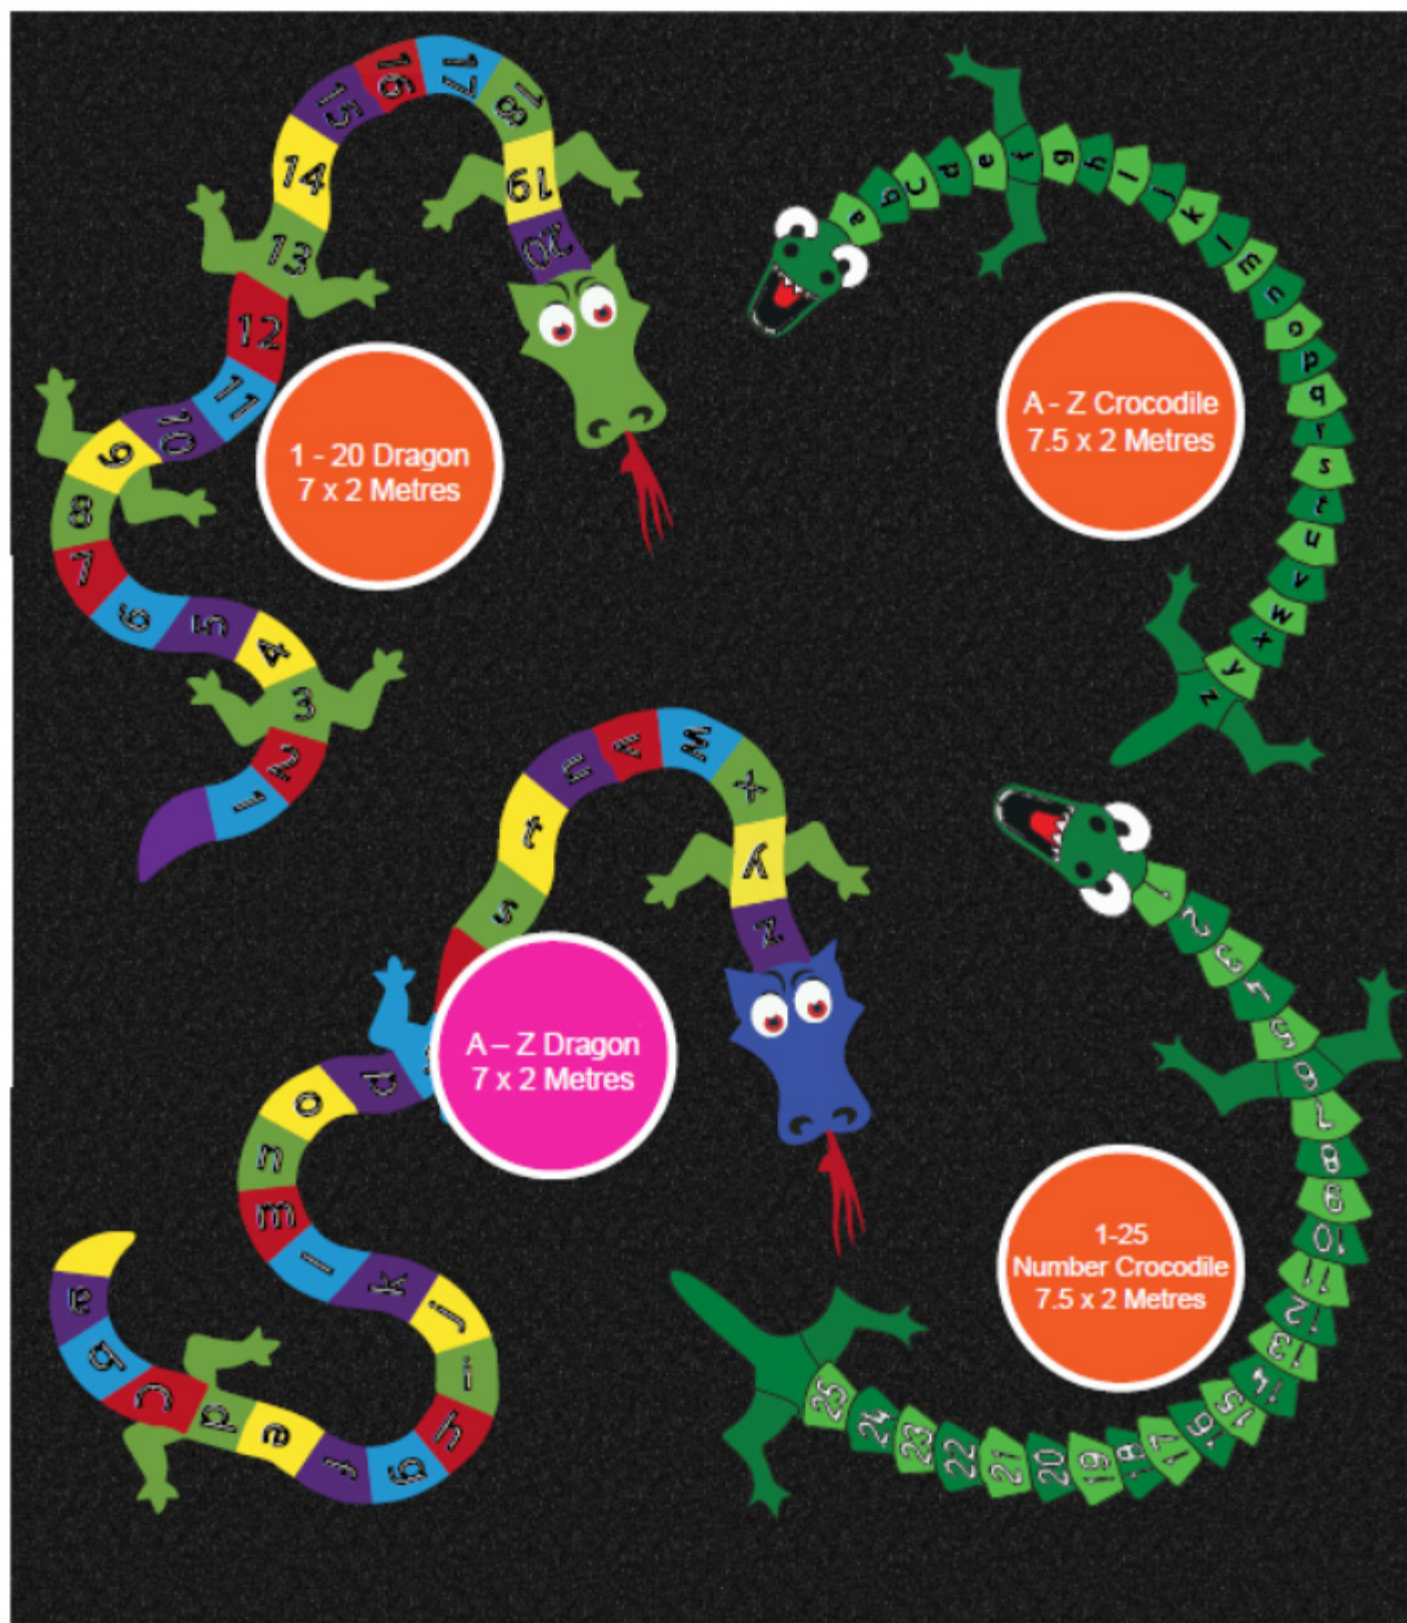 1 2 3 4 5 6 7 8 9 10 11 12 13 14 15 16 17 18 19 20
1 - 20 Dragon
7 x 2 Metres
a b c d e f g h i j k l m n o p q r s t u v w x y z
A - Z Crocodile
7.5 x 2 Metres
a b c d e f g h i j k l m n o p s t u v w x y z
A – Z Dragon
7 x 2 Metres
1 2 3 4 5 6 7 8 9 10 11 12 13 14 15 16 17 18 19 20 21 22 23 24 25
1-25
Number Crocodile
7.5 x 2 Metres